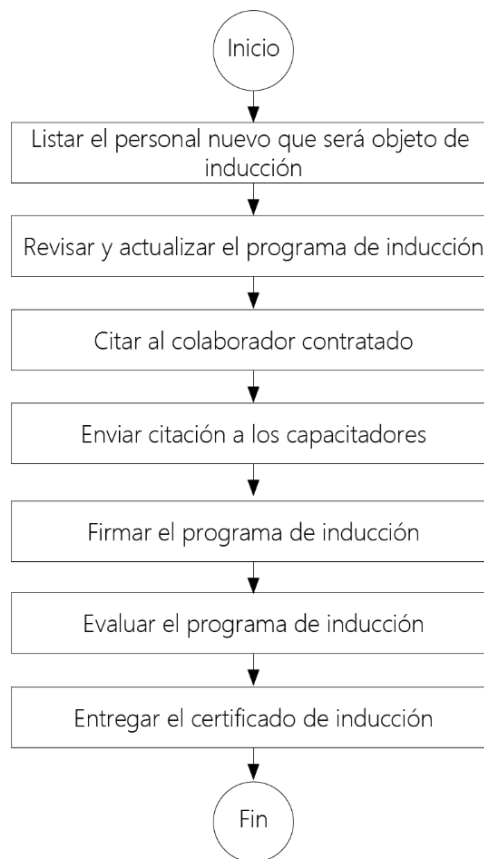 Inicio
Listar el personal nuevo que será objeto de
inducción
Revisar y actualizar el programa de inducción
Citar al colaborador contratado
Enviar citación a los capacitadores
Firmar el programa de inducción
Evaluar el programa de inducción
Entregar el certificado de inducción
Fin